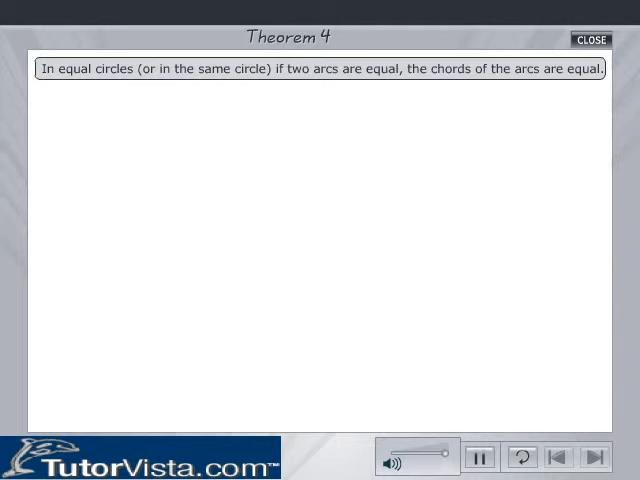 Theorem 4
CLOSE
In equal circles (or in the same circle) if two arcs are equal, the chords of the arcs are equal.
TutorVista.com™